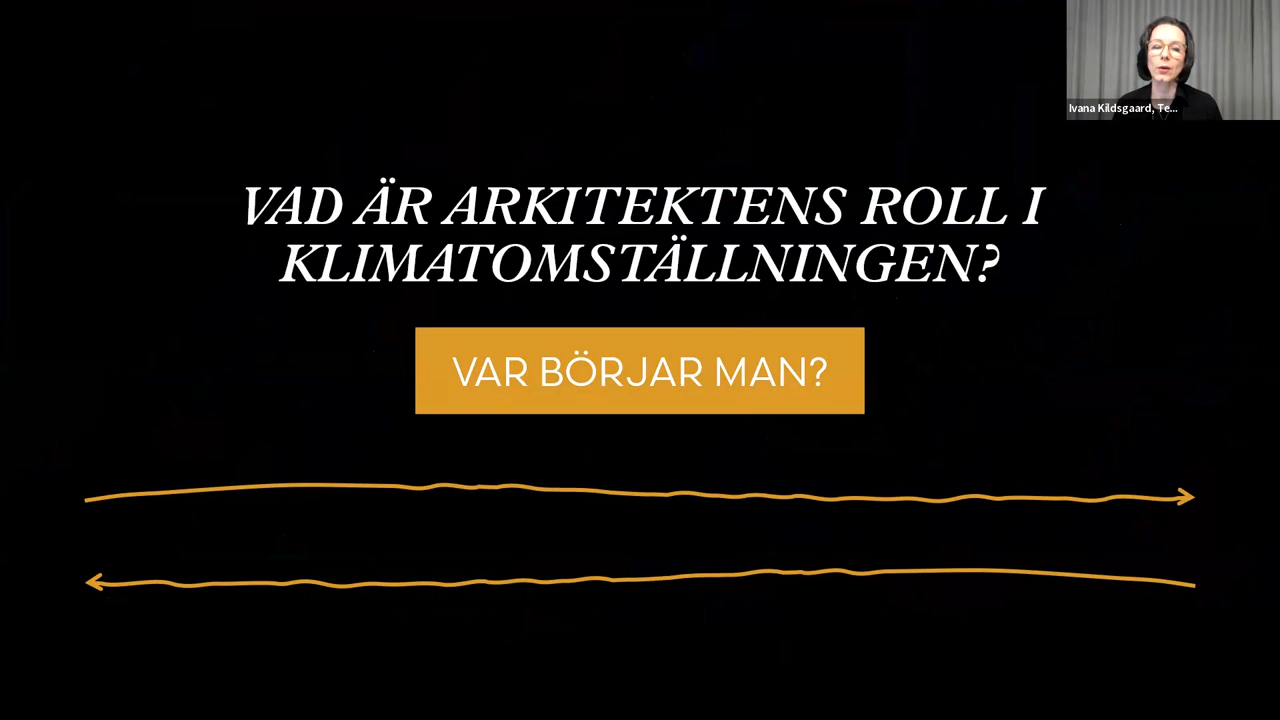 Ivana Kildsgaard, Te...
VAD ÄR ARKITEKTENS ROLL I
KLIMATOMSTÄLLNINGEN?
VAR BÖRJAR MAN?